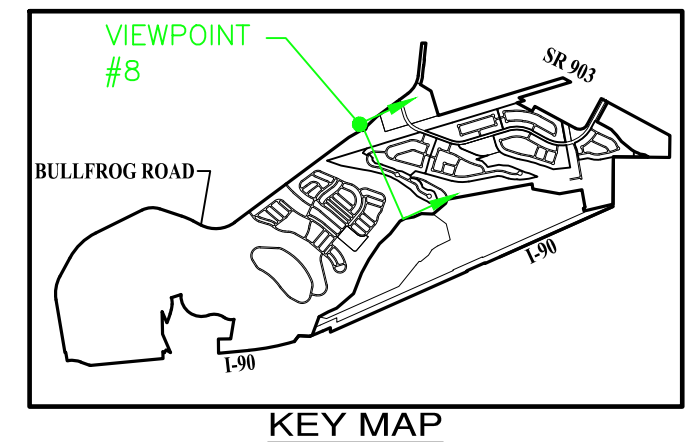 VIEWPOINT
#8
SR 903
BULLFROG ROAD
I-90
I-90
KEY MAP